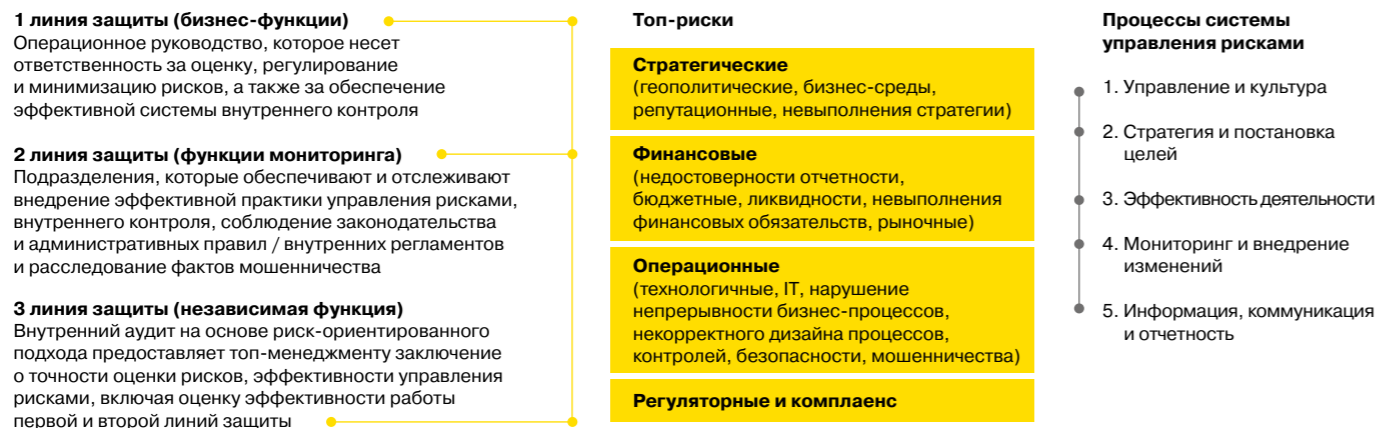 1 линия защиты (бизнес-функции)
Операционное руководство, которое несет
ответственность за оценку, регулирование
и минимизацию рисков, а также за обеспечение
эффективной системы внутреннего контроля
2 линия защиты (функции мониторинга)
Подразделения, которые обеспечивают и отслеживают
внедрение эффективной практики управления рисками,
внутреннего контроля, соблюдение законодательства
и административных правил / внутренних регламентов
и расследование фактов мошенничества
3 линия защиты (независимая функция)
Внутренний аудит на основе риск-ориентированного
подхода предоставляет топ-менеджменту заключение
о точности оценки рисков, эффективности управления
рисками, включая оценку эффективности работы
первой и второй линий защиты
Топ-риски
Стратегические
(геополитические, бизнес-среды,
репутационные, невыполнения стратегии)
Финансовые
(недостоверности отчетности,
бюджетные, ликвидности, невыполнения
финансовых обязательств, рыночные)
Операционные
(технологичные, IT, нарушение
непрерывности бизнес-процессов,
некорректного дизайна процессов,
контролей, безопасности, мошенничества)
Регуляторные и комплаенс
Процессы системы
управления рисками
1. Управление и культура
2. Стратегия и постановка
целей
3. Эффективность деятельности
4. Мониторинг и внедрение
изменений
5. Информация, коммуникация
и отчетность